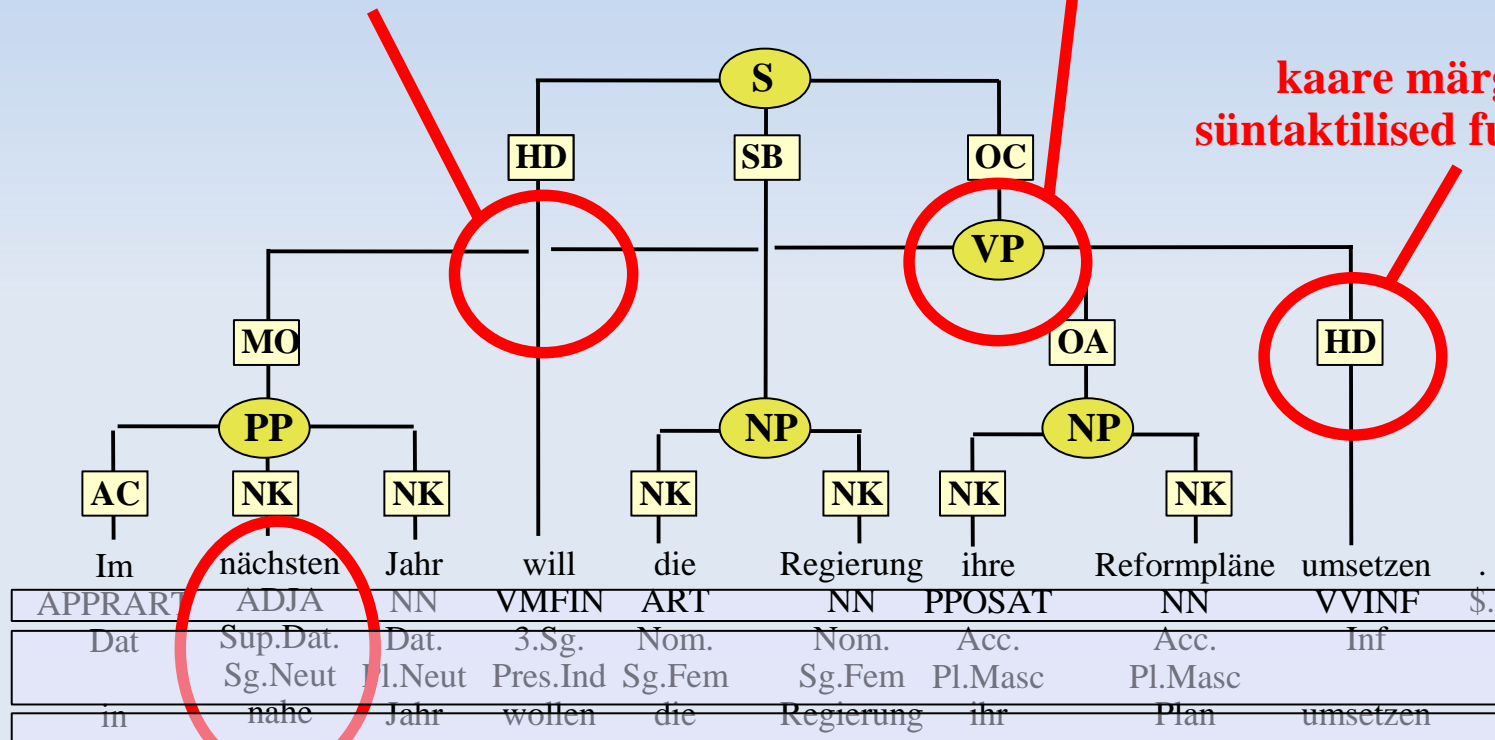 S
kaare märg
süntaktilised fu
HD SB OC
VP
MO OA HD
PP NP NP
AC NK NK NK NK NK NK
Im nächsten Jahr will die Regierung ihre Reformpläne umsetzen .
APPRART ADJA NN VMFIN ART NN PPOSAT NN VVINF $.
Dat Sup.Dat. Dat. 3.Sg. Nom. Nom. Acc. Acc. Inf
Sg.Neut Pl.Neut Pres.Ind Sg.Fem Sg.Fem Pl.Masc Pl.Masc
in nahe Jahr wollen die Regierung ihr Plan umsetzen